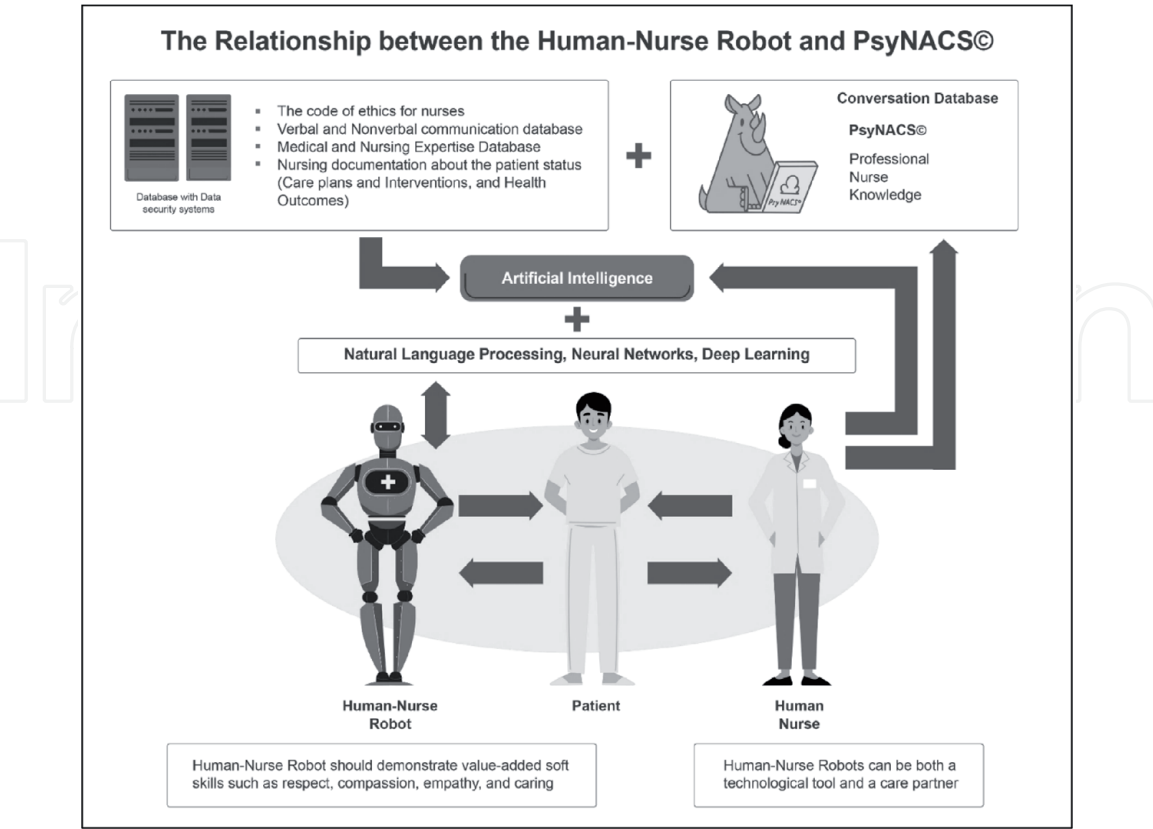 The Relationship between the Human-Nurse Robot and PsyNACS©
Database with Data
security systems
▪ The code of ethics for nurses
▪ Verbal and Nonverbal communication database
▪ Medical and Nursing Expertise Database
▪ Nursing documentation about the patient status
(Care plans and Interventions, and Health
Outcomes)
+
Conversation Database
PsyNACS©
Professional
Nurse
Knowledge
Psy NACS©
Artificial Intelligence
+
Natural Language Processing, Neural Networks, Deep Learning
Human-Nurse
Robot
Patient
Human
Nurse
Human-Nurse Robot should demonstrate value-added soft
skills such as respect, compassion, empathy, and caring
Human-Nurse Robots can be both a
technological tool and a care partner